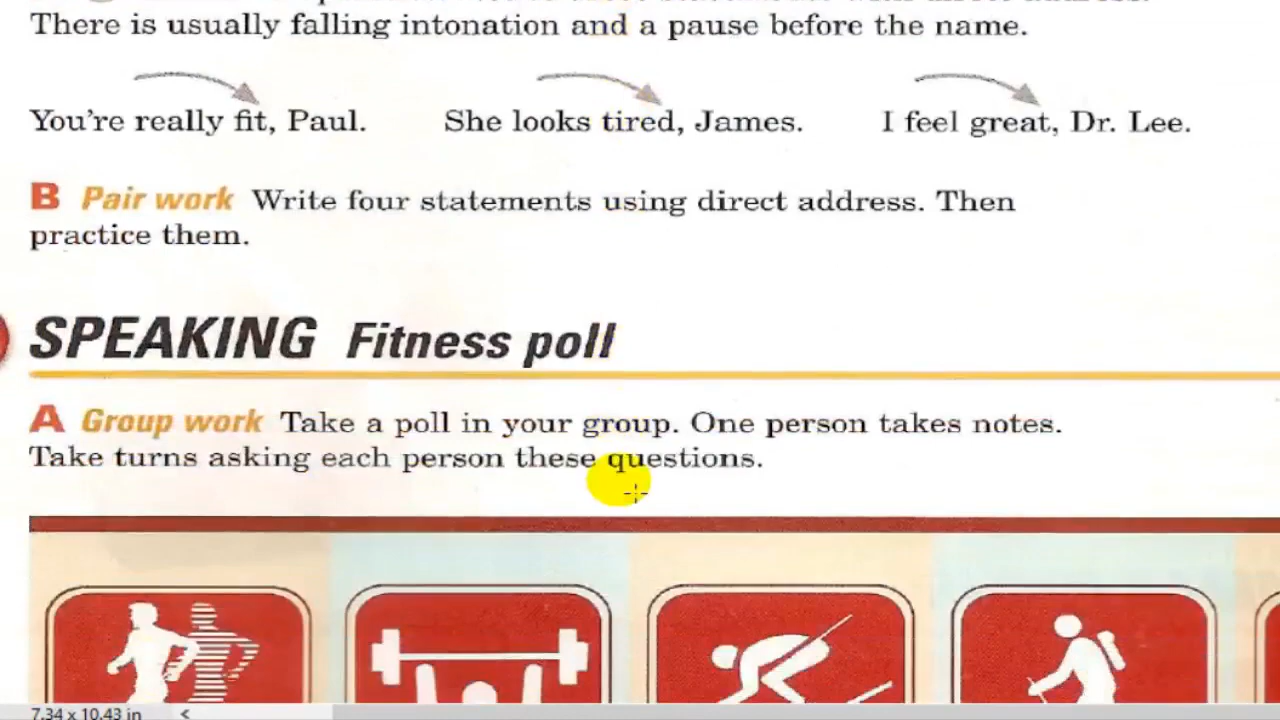 There is usually falling intonation and a pause before the name.
You're really fit, Paul. She looks tired, James. I feel great, Dr. Lee.
B Pair work Write four statements using direct address. Then
practice them.
SPEAKING Fitness poll
A Group work Take a poll in your group. One person takes notes.
Take turns asking each person these questions.
7.34 x 10.43 in